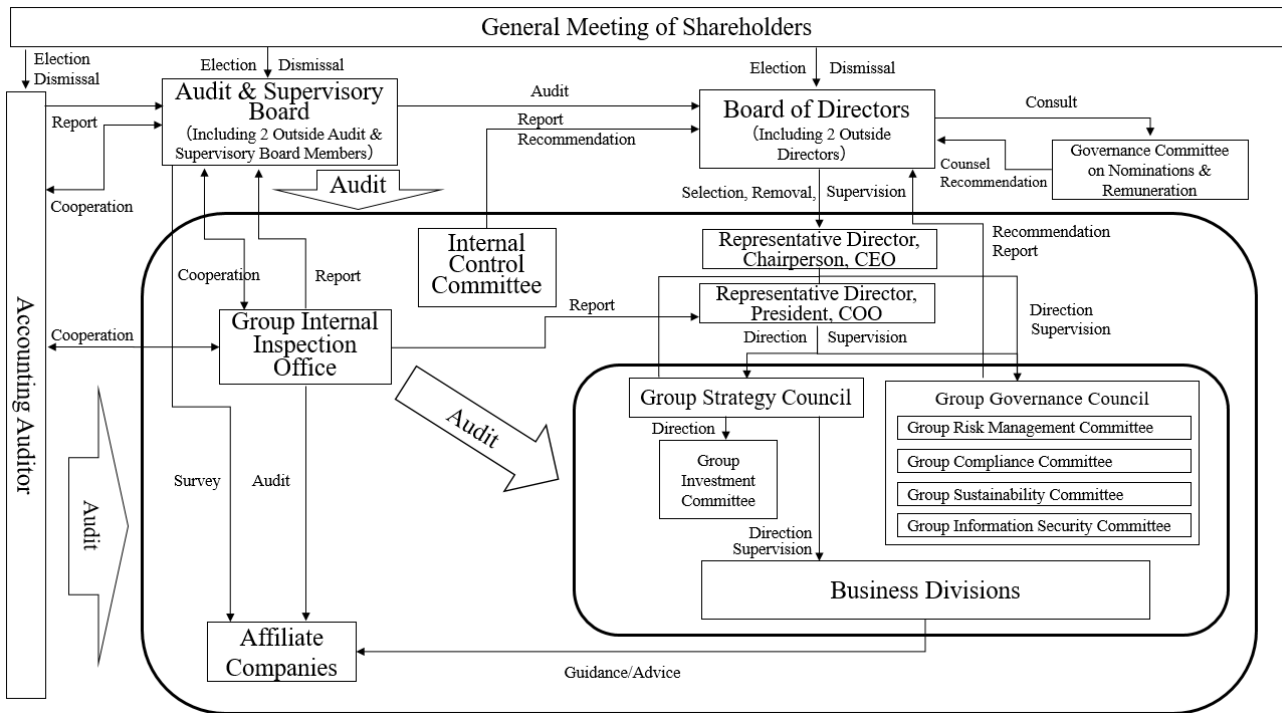 General Meeting of Shareholders
Election
Dismissal
Election
Dismissal
Election
Dismissal
Audit & Supervisory
Board
(Including 2 Outside Audit &
Supervisory Board Members)
Audit
Board of Directors
(Including 2 Outside
Directors)
Consult
Report
Report
Recommendation
Governance Committee
on Nominations &
Remuneration
Counsel
Recommendation
Cooperation
Audit
Selection, Removal,
Supervision
Internal
Control
Committee
Representative Director,
Chairperson, CEO
Recommendation
Report
Cooperation
Report
Representative Director,
President, COO
Report
Direction
Supervision
Accounting Auditor
Cooperation
Group Internal
Inspection
Office
Direction
Supervision
Audit
Group Strategy Council
Group Governance Council
Group Risk Management Committee
Group Compliance Committee
Group Sustainability Committee
Group Information Security Committee
Direction
Group
Investment
Committee
Audit
Survey
Audit
Direction
Supervision
Business Divisions
Affiliate
Companies
Guidance/Advice